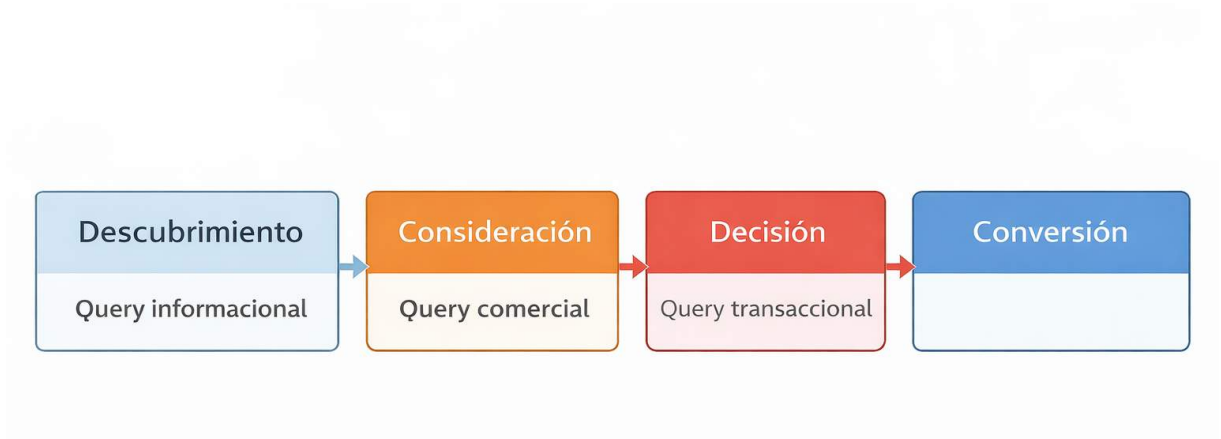 Descubrimiento
Query informacional
Consideración
Query comercial
Decisión
Query transaccional
Conversión